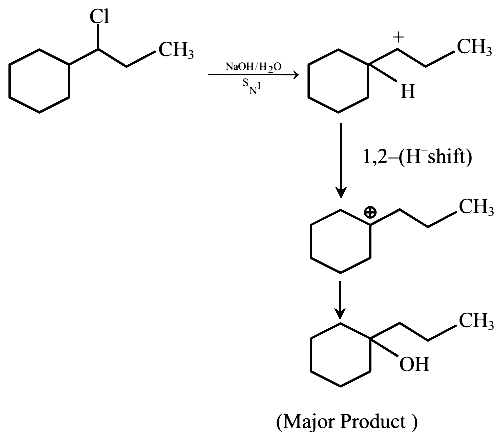 Cl
CH3
NaOH/H2O
SN1
+
CH3
H
1,2–(H–shift)
⊕
CH3
CH3
OH
(Major Product )